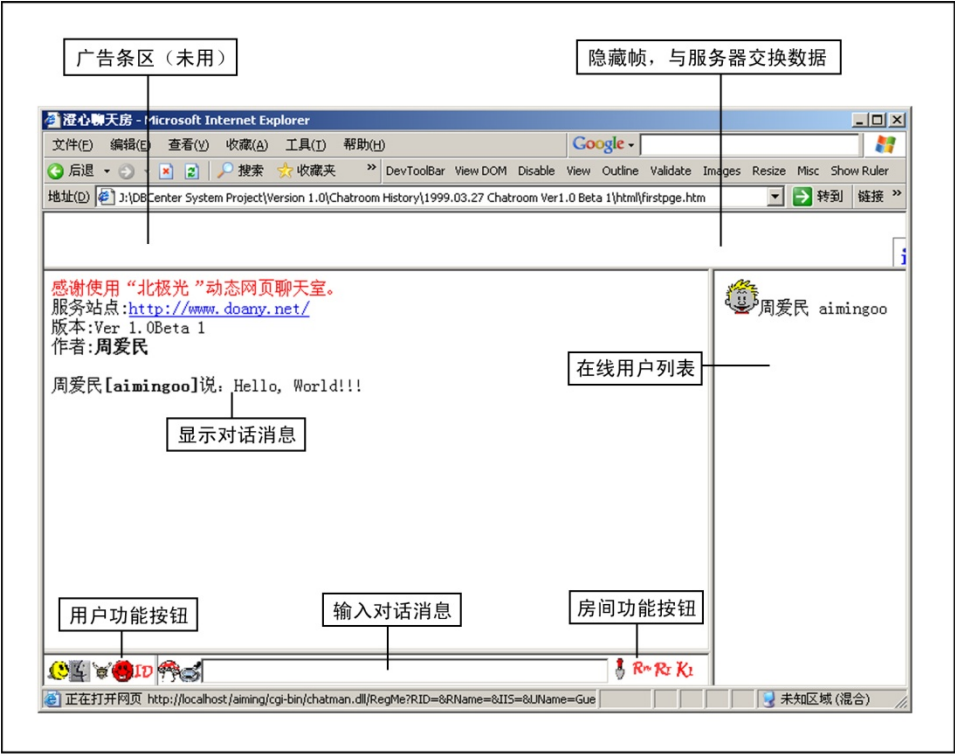 广告条区（未用）
隐藏帧，与服务器交换数据
澄心聊天房 - Microsoft Internet Explorer
文件(F) 编辑(E) 查看(V) 收藏(A) 工具(T) 帮助(H) Google
后退 搜索 收藏夹 » DevToolBar View DOM Disable View Outline Validate Images Resize Misc Show Ruler
地址(D) J:\DBCenter System Project\Version 1.0\Chatroom History\1999.03.27 Chatroom Ver1.0 Beta 1\html\firstpge.htm 转到 链接 »
感谢使用“北极光”动态网页聊天室。
服务站点:http://www.doany.net/
版本:Ver 1.0Beta 1
作者:周爱民
周爱民 aimingoo
在线用户列表
周爱民[aimingoo]说：Hello, World!!!
显示对话消息
用户功能按钮
输入对话消息
房间功能按钮
ID
正在打开网页 http://localhost/aiming/cgi-bin/chatman.dll/RegMe?RID=&RName=&IIS=&UName=Gue 未知区域(混合)